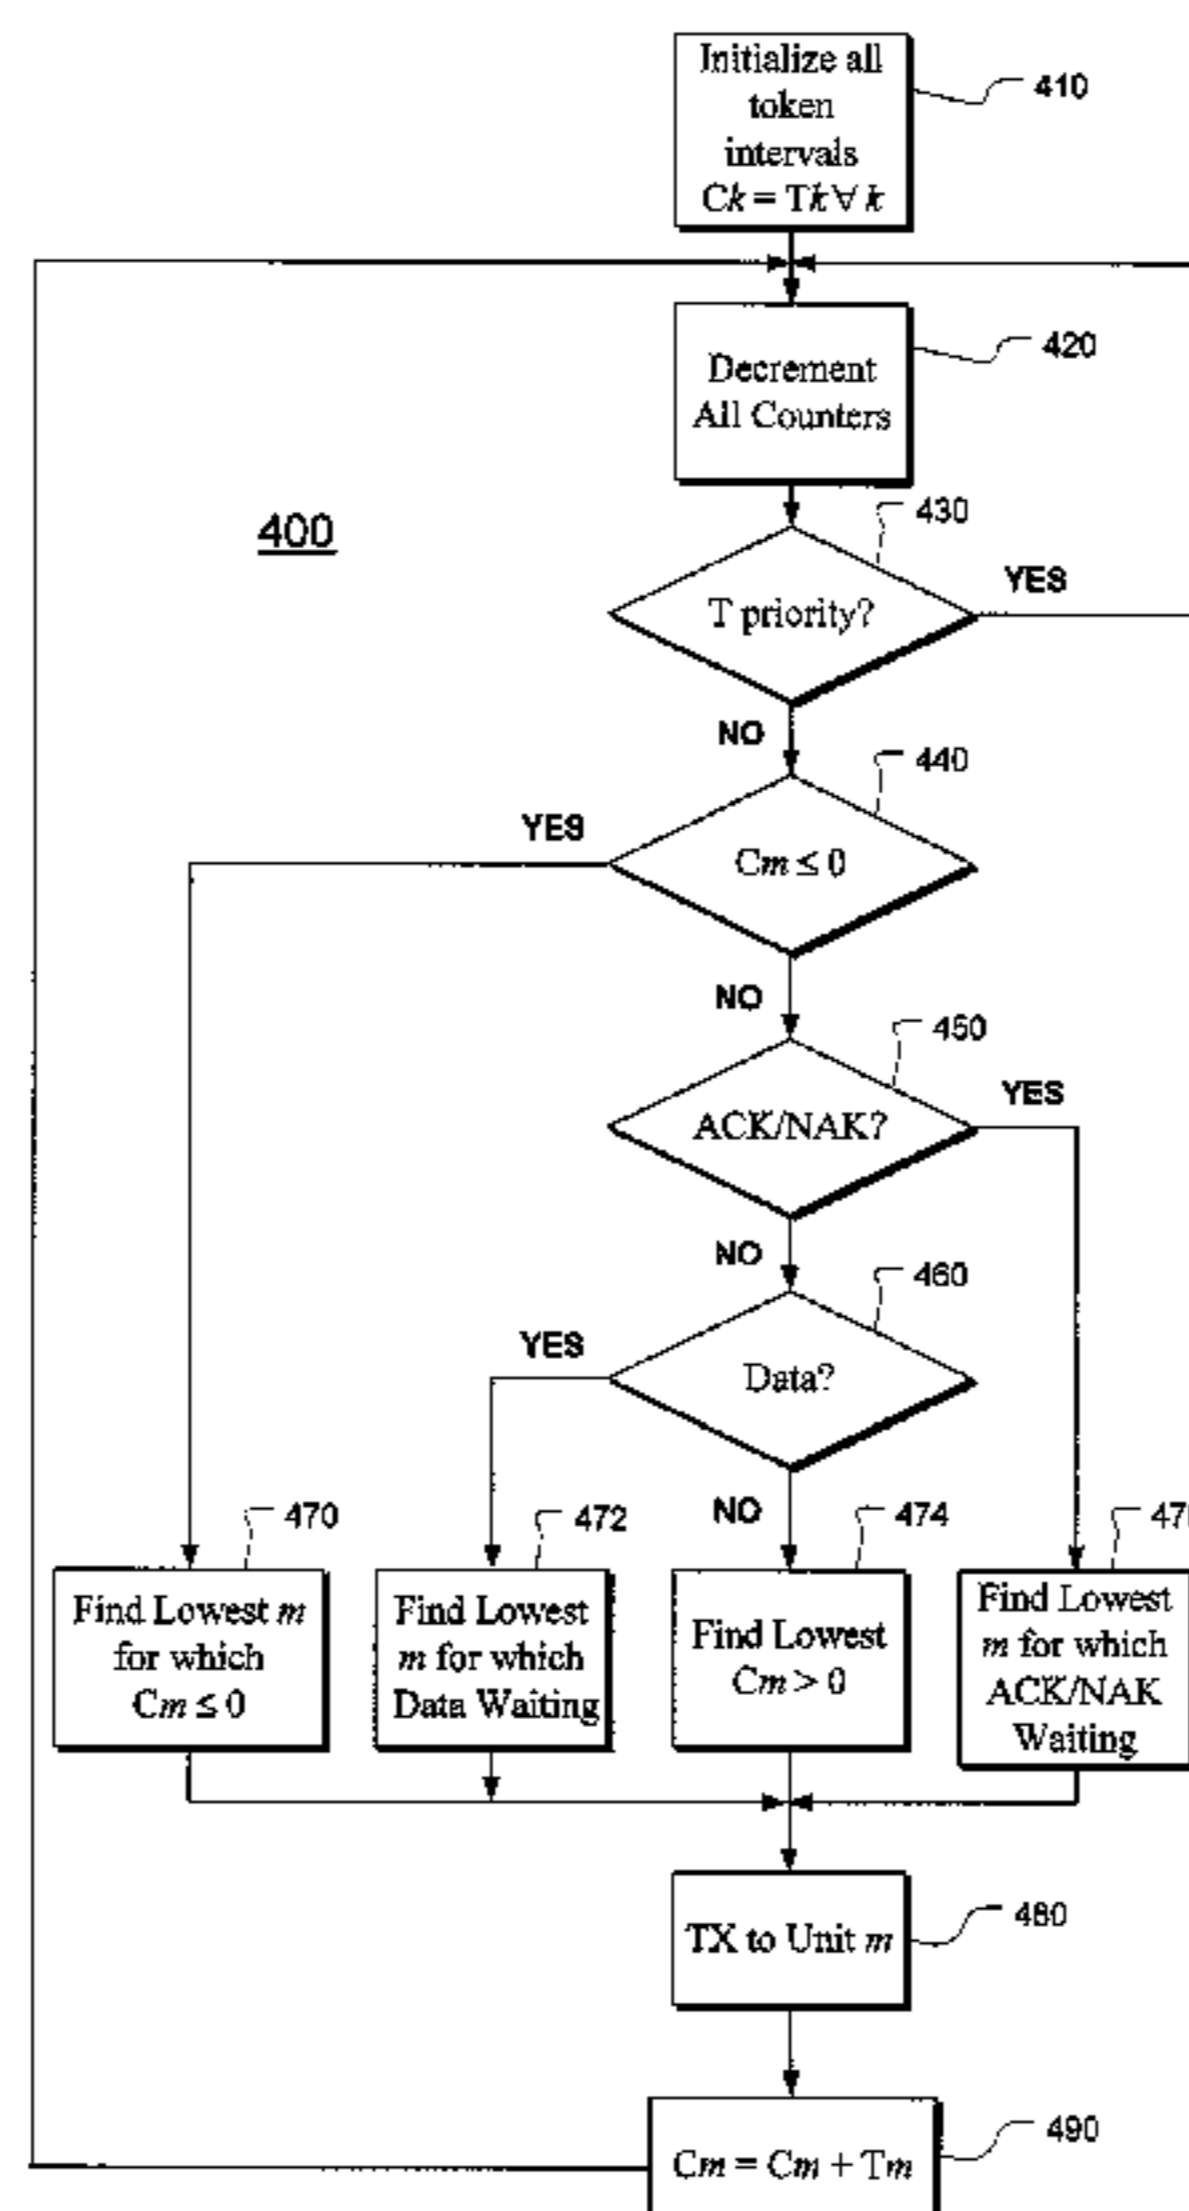 Initialize all
token
intervals
Ck = Tk ∀ k
410
Decrement
All Counters
420
400
430
T priority?
YES
NO
440
YES
Cm ≤ 0
NO
450
ACK/NAK?
YES
NO
460
YES
Data?
NO
470
Find Lowest m
for which
Cm ≤ 0
472
Find Lowest
m for which
Data Waiting
474
Find Lowest
Cm > 0
47
Find Lowest
m for which
ACK/NAK
Waiting
480
TX to Unit m
490
Cm = Cm + Tm